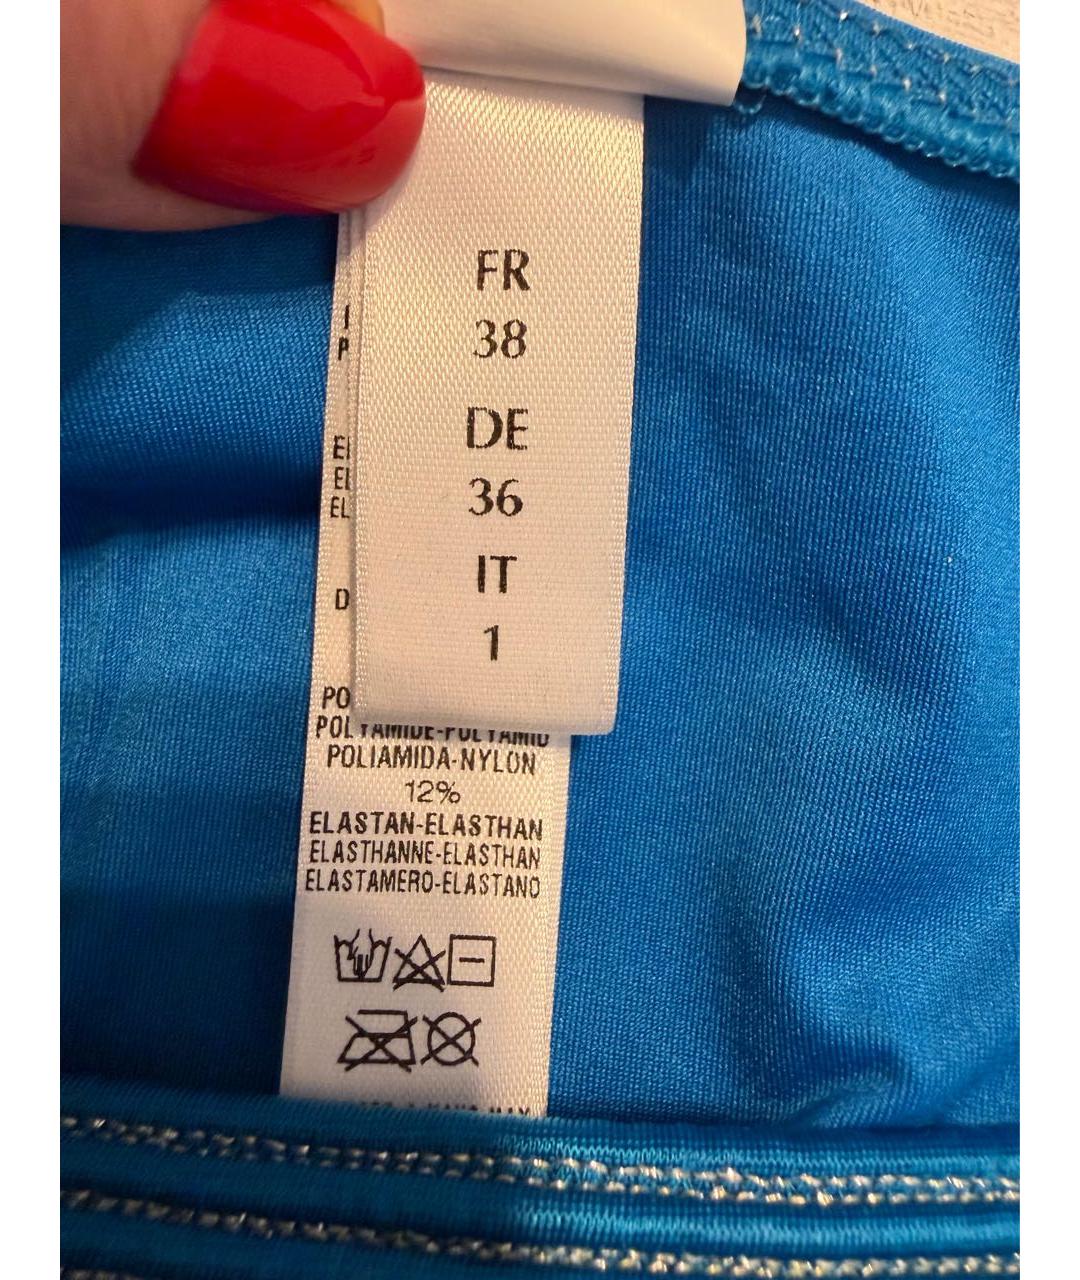 FR
38
DE
36
IT
1
POLIAMIDA-NYLON
12%
ELASTAN-ELASTHAN
ELASTHANNE-ELASTHAN
ELASTAMERO-ELASTANO